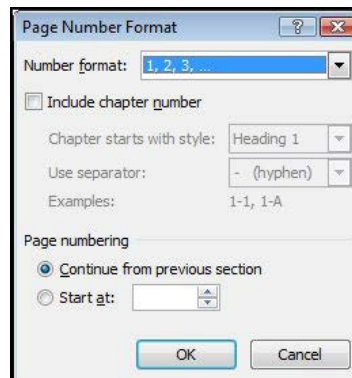 Page Number Format
Number format: 1, 2, 3, ...
Include chapter number
Chapter starts with style: Heading 1
Use separator: - (hyphen)
Examples: 1-1, 1-A
Page numbering
Continue from previous section
Start at:
OK Cancel